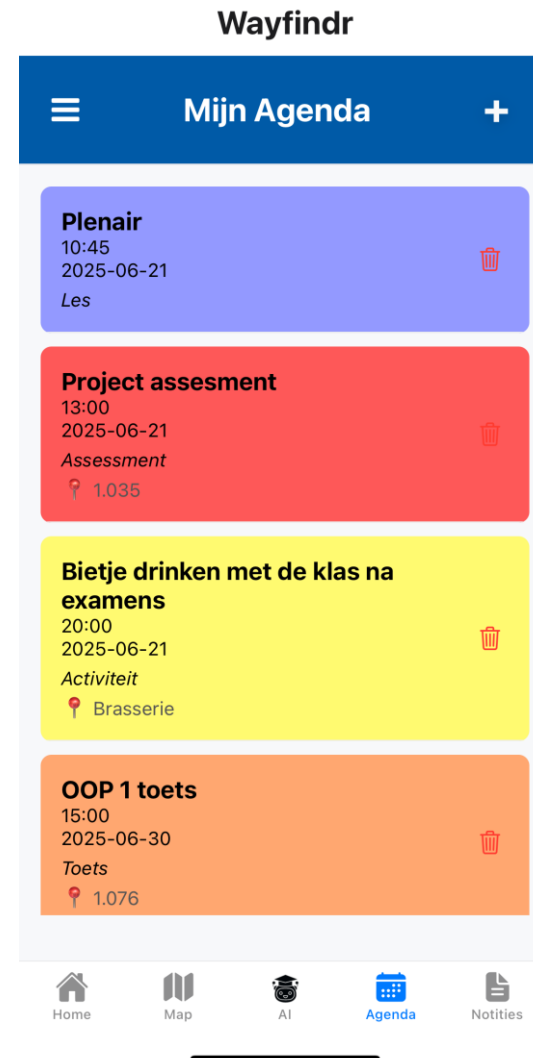 Wayfindr
Mijn Agenda
Plenair
10:45
2025-06-21
Les
Project assesment
13:00
2025-06-21
Assessment
1.035
Bietje drinken met de klas na
examens
20:00
2025-06-21
Activiteit
Brasserie
OOP 1 toets
15:00
2025-06-30
Toets
1.076
Home Map AI Agenda Notities